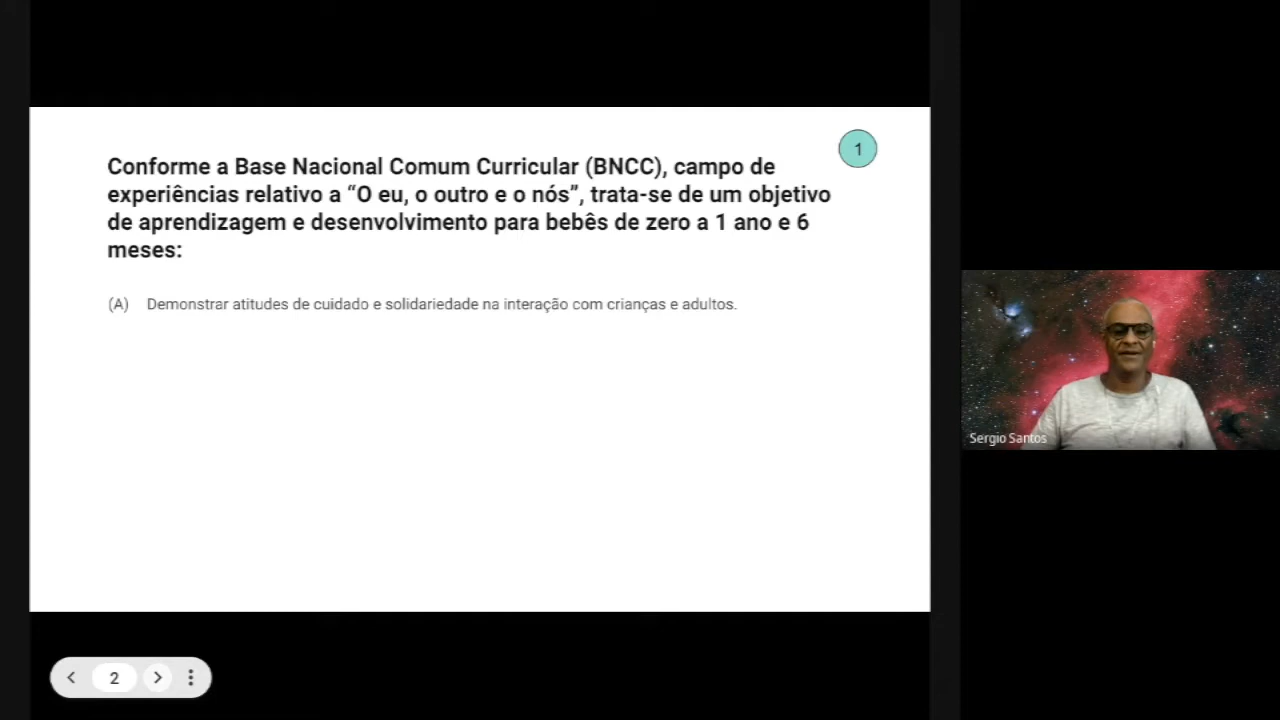 1
Conforme a Base Nacional Comum Curricular (BNCC), campo de
experiências relativo a “O eu, o outro e o nós”, trata-se de um objetivo
de aprendizagem e desenvolvimento para bebês de zero a 1 ano e 6
meses:
(A) Demonstrar atitudes de cuidado e solidariedade na interação com crianças e adultos.
Sergio Santos
2